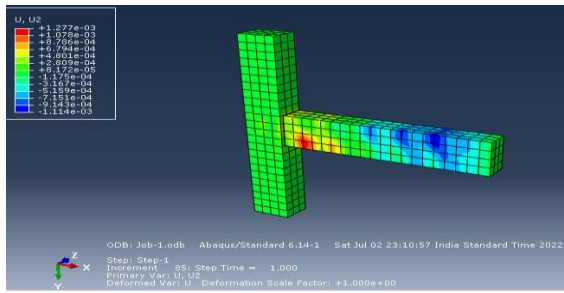 U, U2
+1.277e-03
+1.078e-03
+8.786e-04
+6.794e-04
+4.801e-04
+2.809e-04
+8.172e-05
-1.175e-04
-3.167e-04
-5.159e-04
-7.151e-04
-9.143e-04
-1.114e-03
ODB: Job-1.odb Abaqus/Standard 6.14-1 Sat Jul 02 23:10:57 India Standard Time 2022
Step: Step-1
Increment 85: Step Time = 1.000
Primary Var: U, U2
Deformed Var: U Deformation Scale Factor: +1.000e+00
Z
X
Y